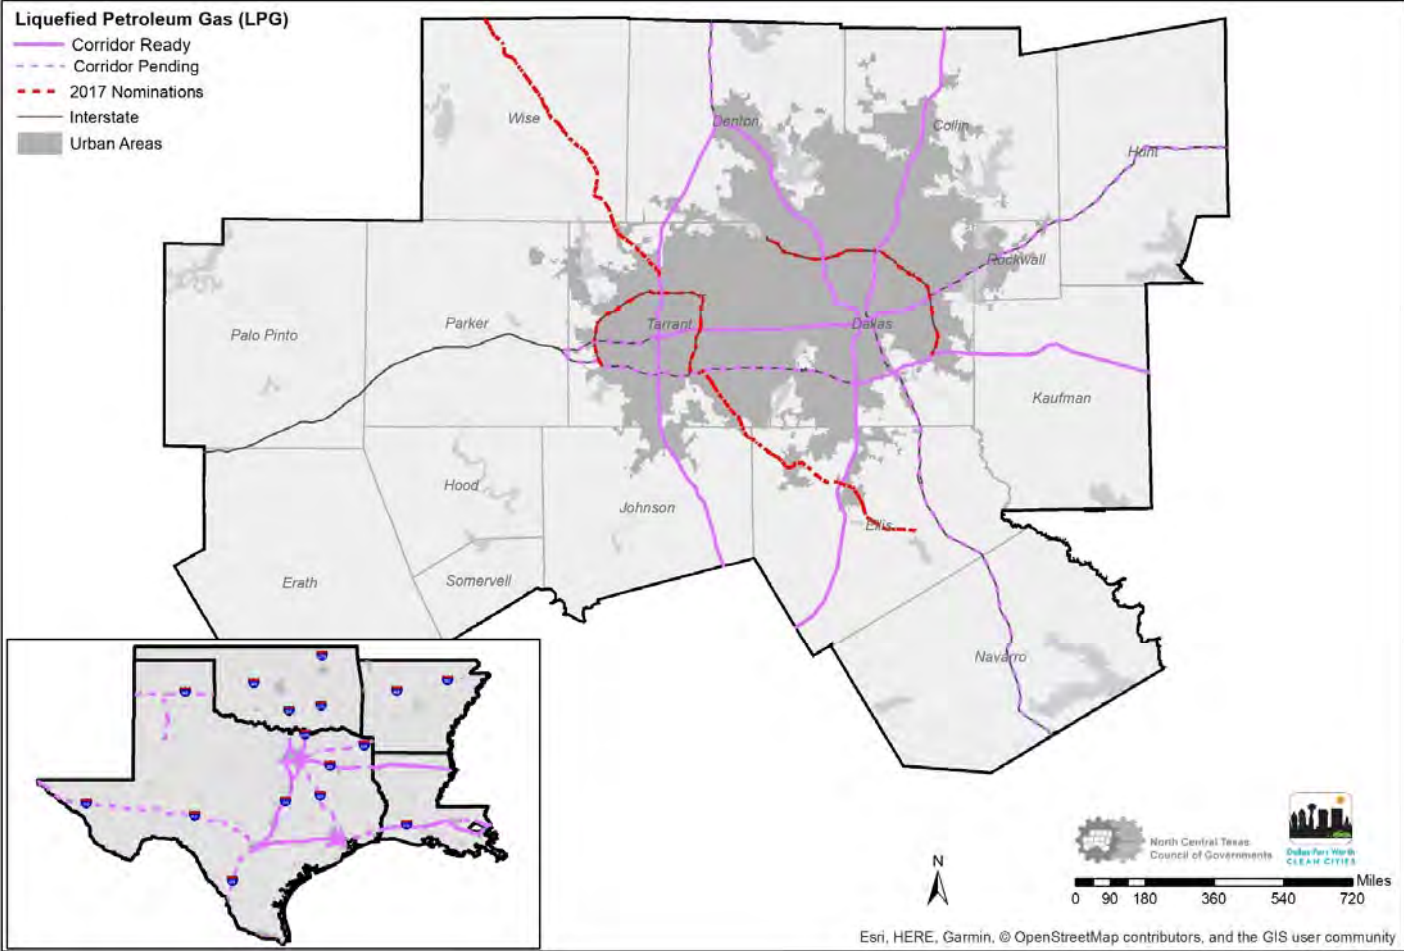 Liquefied Petroleum Gas (LPG)
Corridor Ready
Corridor Pending
2017 Nominations
Interstate
Urban Areas
Wise
Denton
Collin
Hunt
Palo Pinto
Parker
Tarrant
Dallas
Rockwall
Kaufman
Hood
Johnson
Ellis
Erath
Somervell
Navarro
N
North Central Texas
Council of Governments
Dallas-Fort Worth
CLEAN CITIES
Miles
0 90 180 360 540 720
Esri, HERE, Garmin, © OpenStreetMap contributors, and the GIS user community